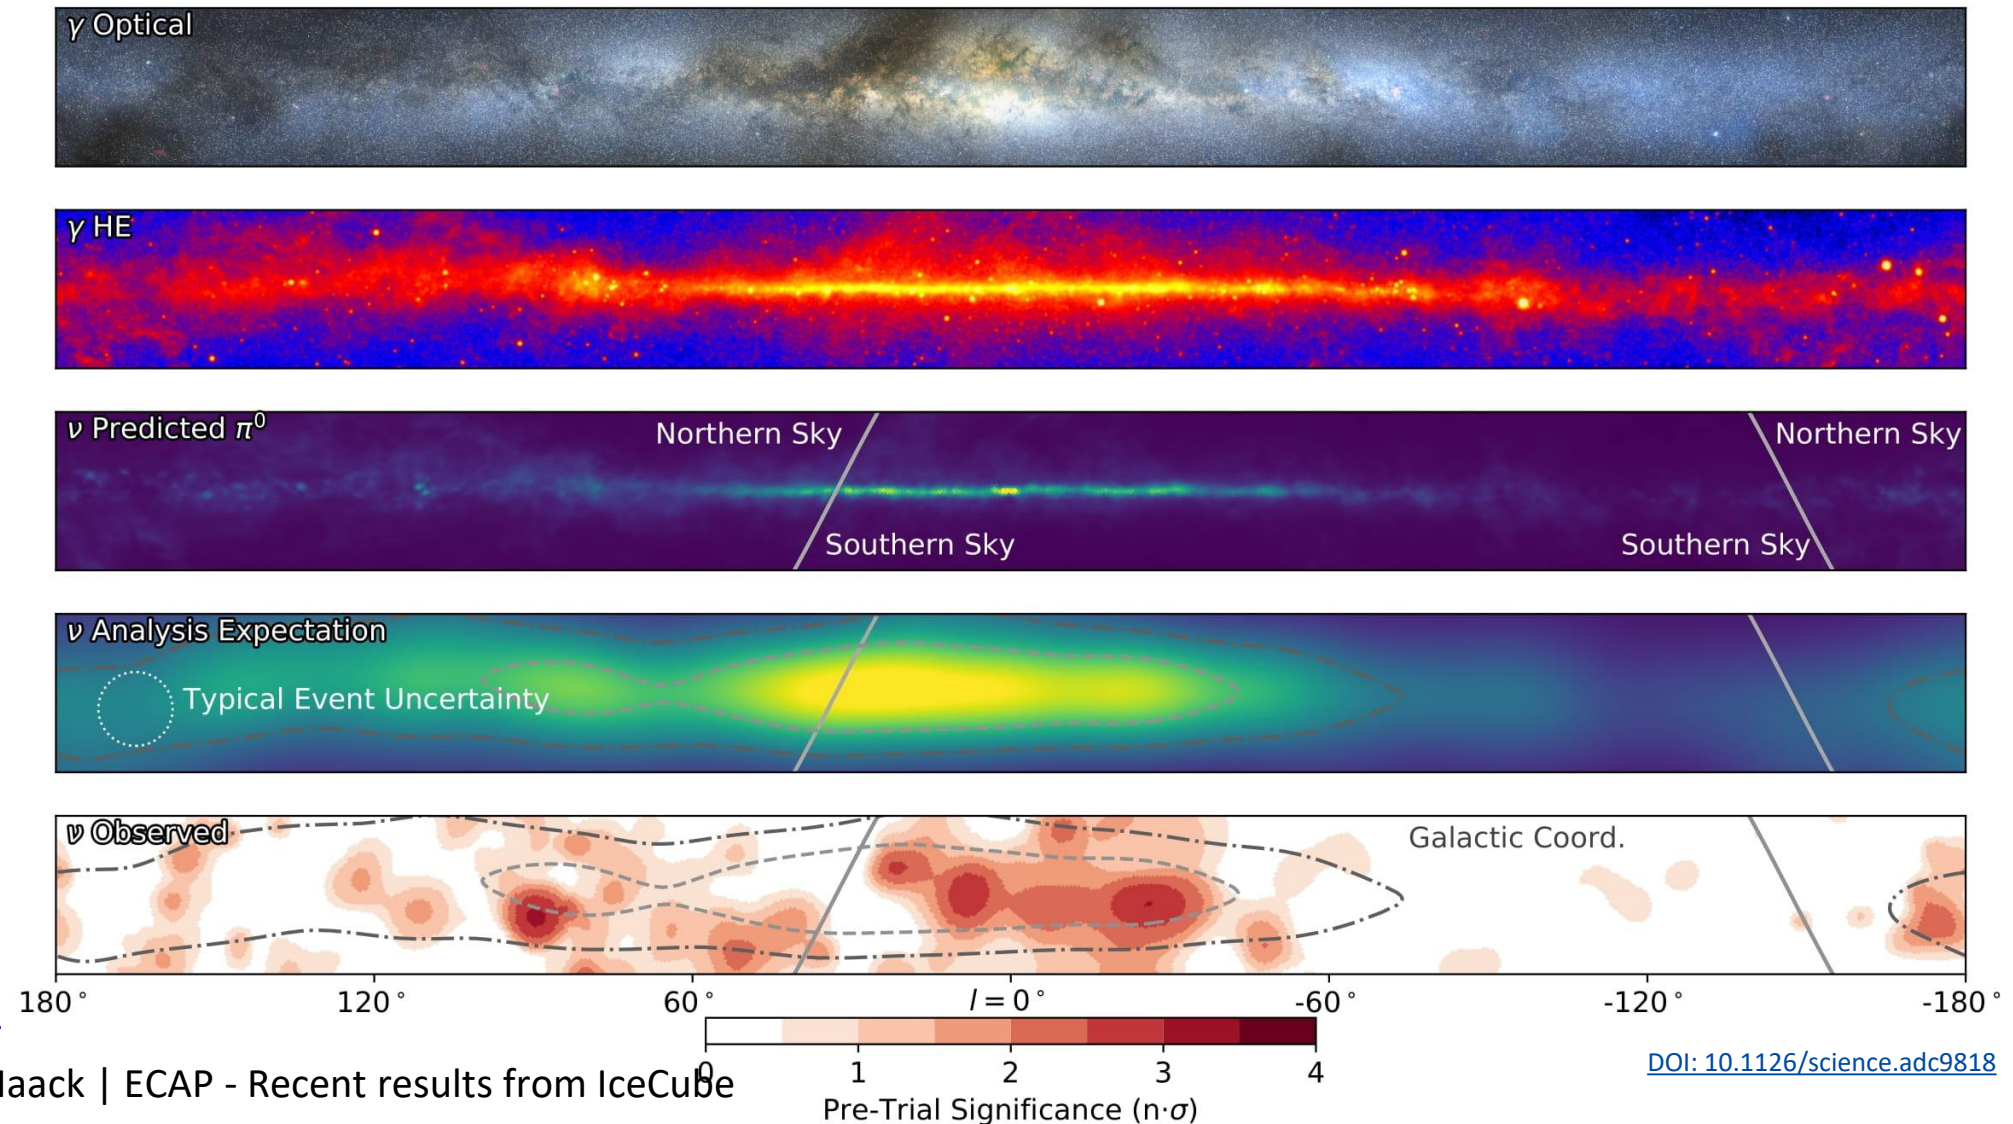 γ Optical
γ HE
ν Predicted π⁰
Northern Sky
Northern Sky
Southern Sky
Southern Sky
ν Analysis Expectation
Typical Event Uncertainty
ν Observed
Galactic Coord.
180° 120° 60° l = 0° -60° -120° -180°
0 1 2 3 4
Pre-Trial Significance (n·σ)
aack | ECAP - Recent results from IceCube
DOI: 10.1126/science.adc9818